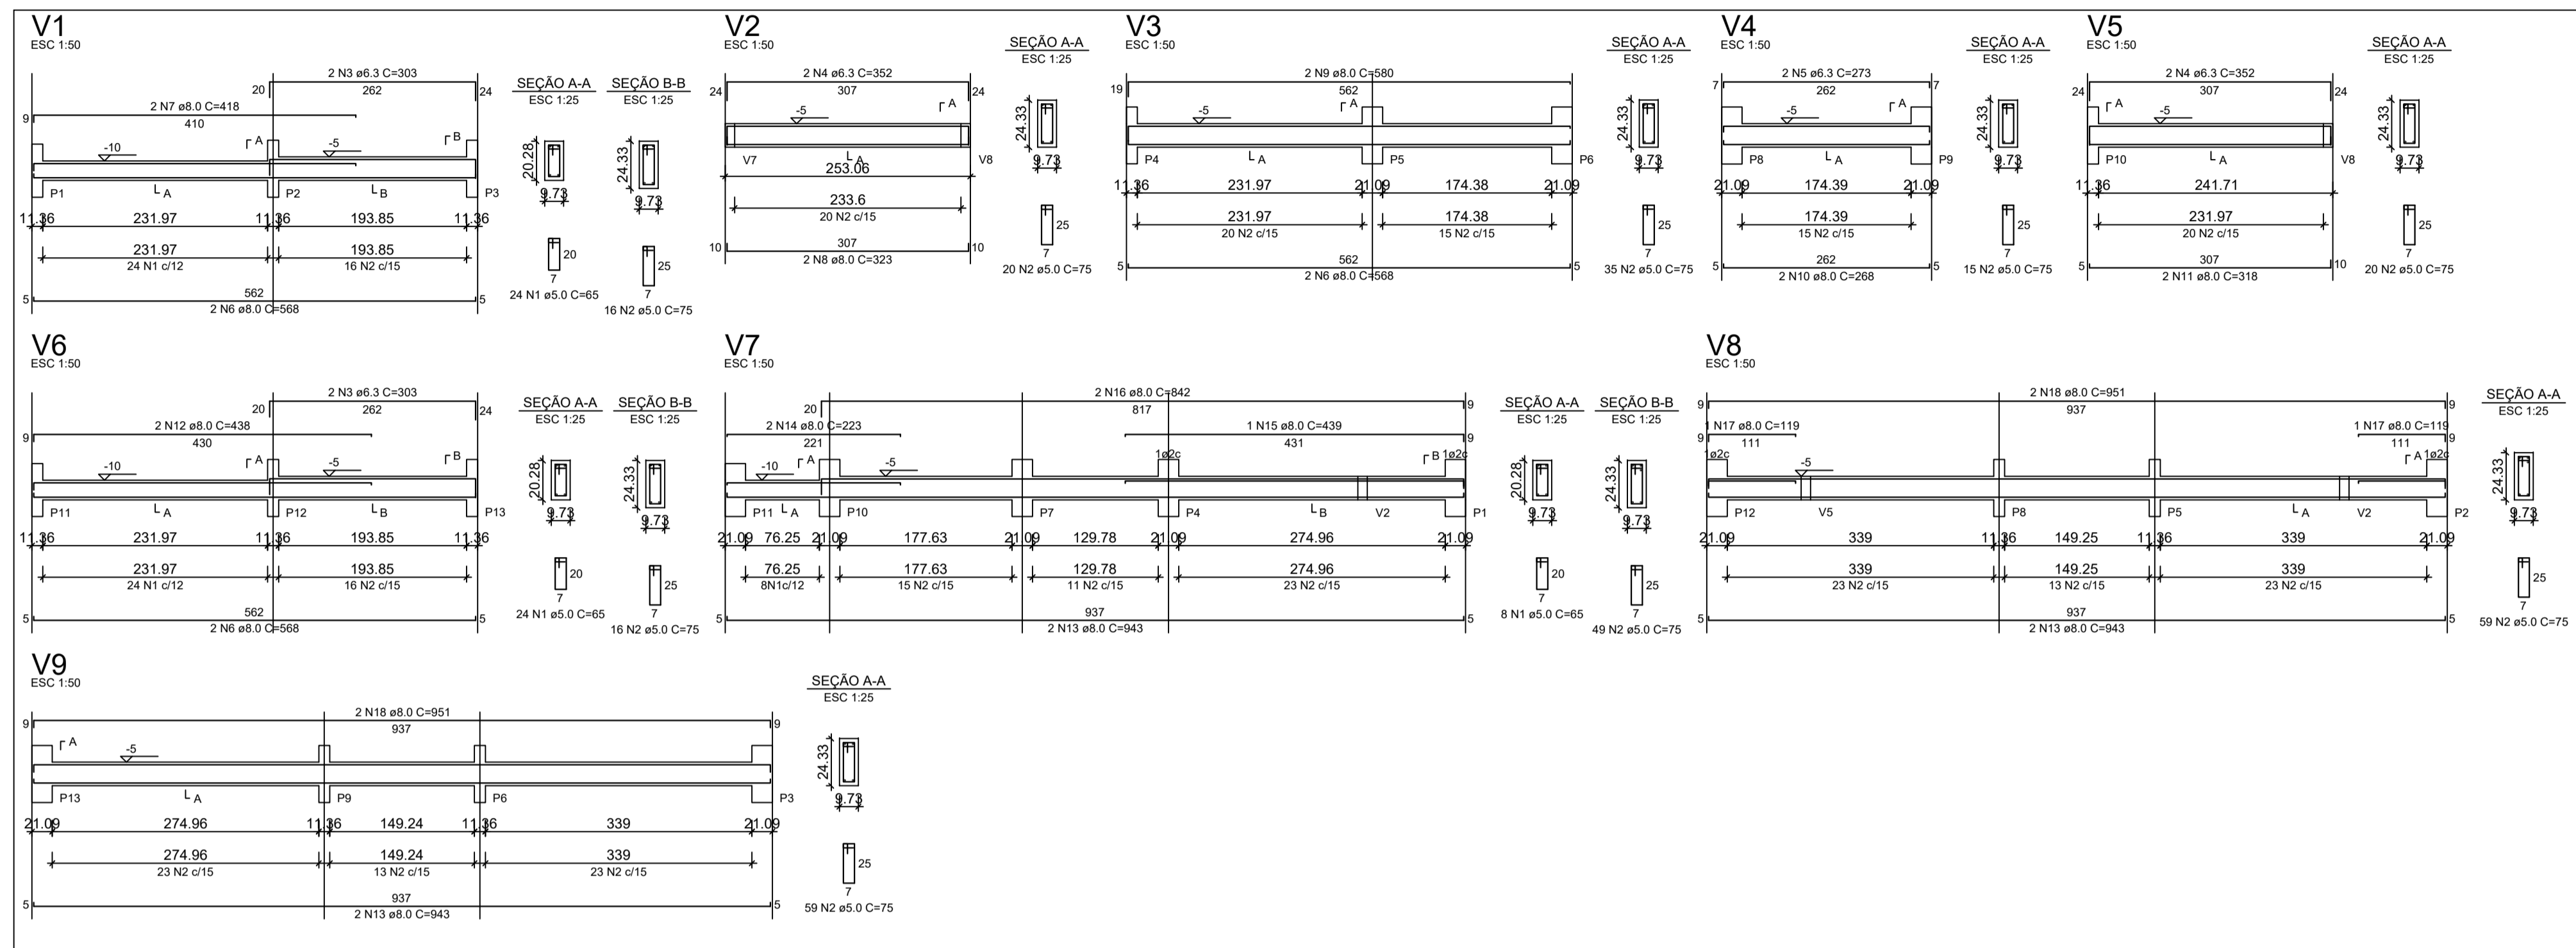 V1
ESC 1:50
2 N3 ø6.3 C=303
20 262 24
2 N7 ø8.0 C=418
9 410
-10 A -5 B
P1 A P2 B P3
11.36 231.97 11.36 193.85 11.36
231.97 193.85
24 N1 c/12 16 N2 c/15
5 562 5
2 N6 ø8.0 C=568
SEÇÃO A-A
ESC 1:25
20.28
9.73
20
7
24 N1 ø5.0 C=65
SEÇÃO B-B
ESC 1:25
24.33
9.73
25
7
16 N2 ø5.0 C=75
V2
ESC 1:50
2 N4 ø6.3 C=352
24 307 24
-5 A
V7 A V8
253.06
233.6
20 N2 c/15
10 307 10
2 N8 ø8.0 C=323
SEÇÃO A-A
ESC 1:25
24.33
9.73
25
7
20 N2 ø5.0 C=75
V3
ESC 1:50
2 N9 ø8.0 C=580
19 562
-5 A
P4 A P5 P6
11.36 231.97 21.09 174.38 21.09
231.97 174.38
20 N2 c/15 15 N2 c/15
5 562 5
2 N6 ø8.0 C=568
SEÇÃO A-A
ESC 1:25
24.33
9.73
25
7
35 N2 ø5.0 C=75
V4
ESC 1:50
2 N5 ø6.3 C=273
7 262 7
-5 A
P8 A P9
21.09 174.39 21.09
174.39
15 N2 c/15
5 262 5
2 N10 ø8.0 C=268
SEÇÃO A-A
ESC 1:25
24.33
9.73
25
7
15 N2 ø5.0 C=75
V5
ESC 1:50
2 N4 ø6.3 C=352
24 307 24
A -5
P10 A V8
11.36 241.71
231.97
20 N2 c/15
5 307 10
2 N11 ø8.0 C=318
SEÇÃO A-A
ESC 1:25
24.33
9.73
25
7
20 N2 ø5.0 C=75
V6
ESC 1:50
2 N3 ø6.3 C=303
20 262 24
2 N12 ø8.0 C=438
9 430
-10 A -5 B
P11 A P12 B P13
11.36 231.97 11.36 193.85 11.36
231.97 193.85
24 N1 c/12 16 N2 c/15
5 562 5
2 N6 ø8.0 C=568
SEÇÃO A-A
ESC 1:25
20.28
9.73
20
7
24 N1 ø5.0 C=65
SEÇÃO B-B
ESC 1:25
24.33
9.73
25
7
16 N2 ø5.0 C=75
V7
ESC 1:50
2 N16 ø8.0 C=842
20 817 9
2 N14 ø8.0 C=223 1 N15 ø8.0 C=439
221 431 9
1ø2c B 1ø2c
-10 A -5
P11 A P10 P7 P4 B V2 P1
21.09 76.25 21.09 177.63 21.09 129.78 21.09 274.96 21.09
76.25 177.63 129.78 274.96
8N1c/12 15 N2 c/15 11 N2 c/15 23 N2 c/15
5 937 5
2 N13 ø8.0 C=943
SEÇÃO A-A
ESC 1:25
20.28
9.73
20
7
8 N1 ø5.0 C=65
SEÇÃO B-B
ESC 1:25
24.33
9.73
25
7
49 N2 ø5.0 C=75
V8
ESC 1:50
2 N18 ø8.0 C=951
9 937 9
1 N17 ø8.0 C=119 1 N17 ø8.0 C=119
9 111 111 9
1ø2c A 1ø2c
-5
P12 V5 P8 P5 A V2 P2
21.09 339 11.36 149.25 11.36 339 21.09
339 149.25 339
23 N2 c/15 13 N2 c/15 23 N2 c/15
5 937 5
2 N13 ø8.0 C=943
SEÇÃO A-A
ESC 1:25
24.33
9.73
25
7
59 N2 ø5.0 C=75
V9
ESC 1:50
2 N18 ø8.0 C=951
9 937 9
A -5
P13 A P9 P6 P3
21.09 274.96 11.36 149.24 11.36 339 21.09
274.96 149.24 339
23 N2 c/15 13 N2 c/15 23 N2 c/15
5 937 5
2 N13 ø8.0 C=943
SEÇÃO A-A
ESC 1:25
24.33
9.73
25
7
59 N2 ø5.0 C=75